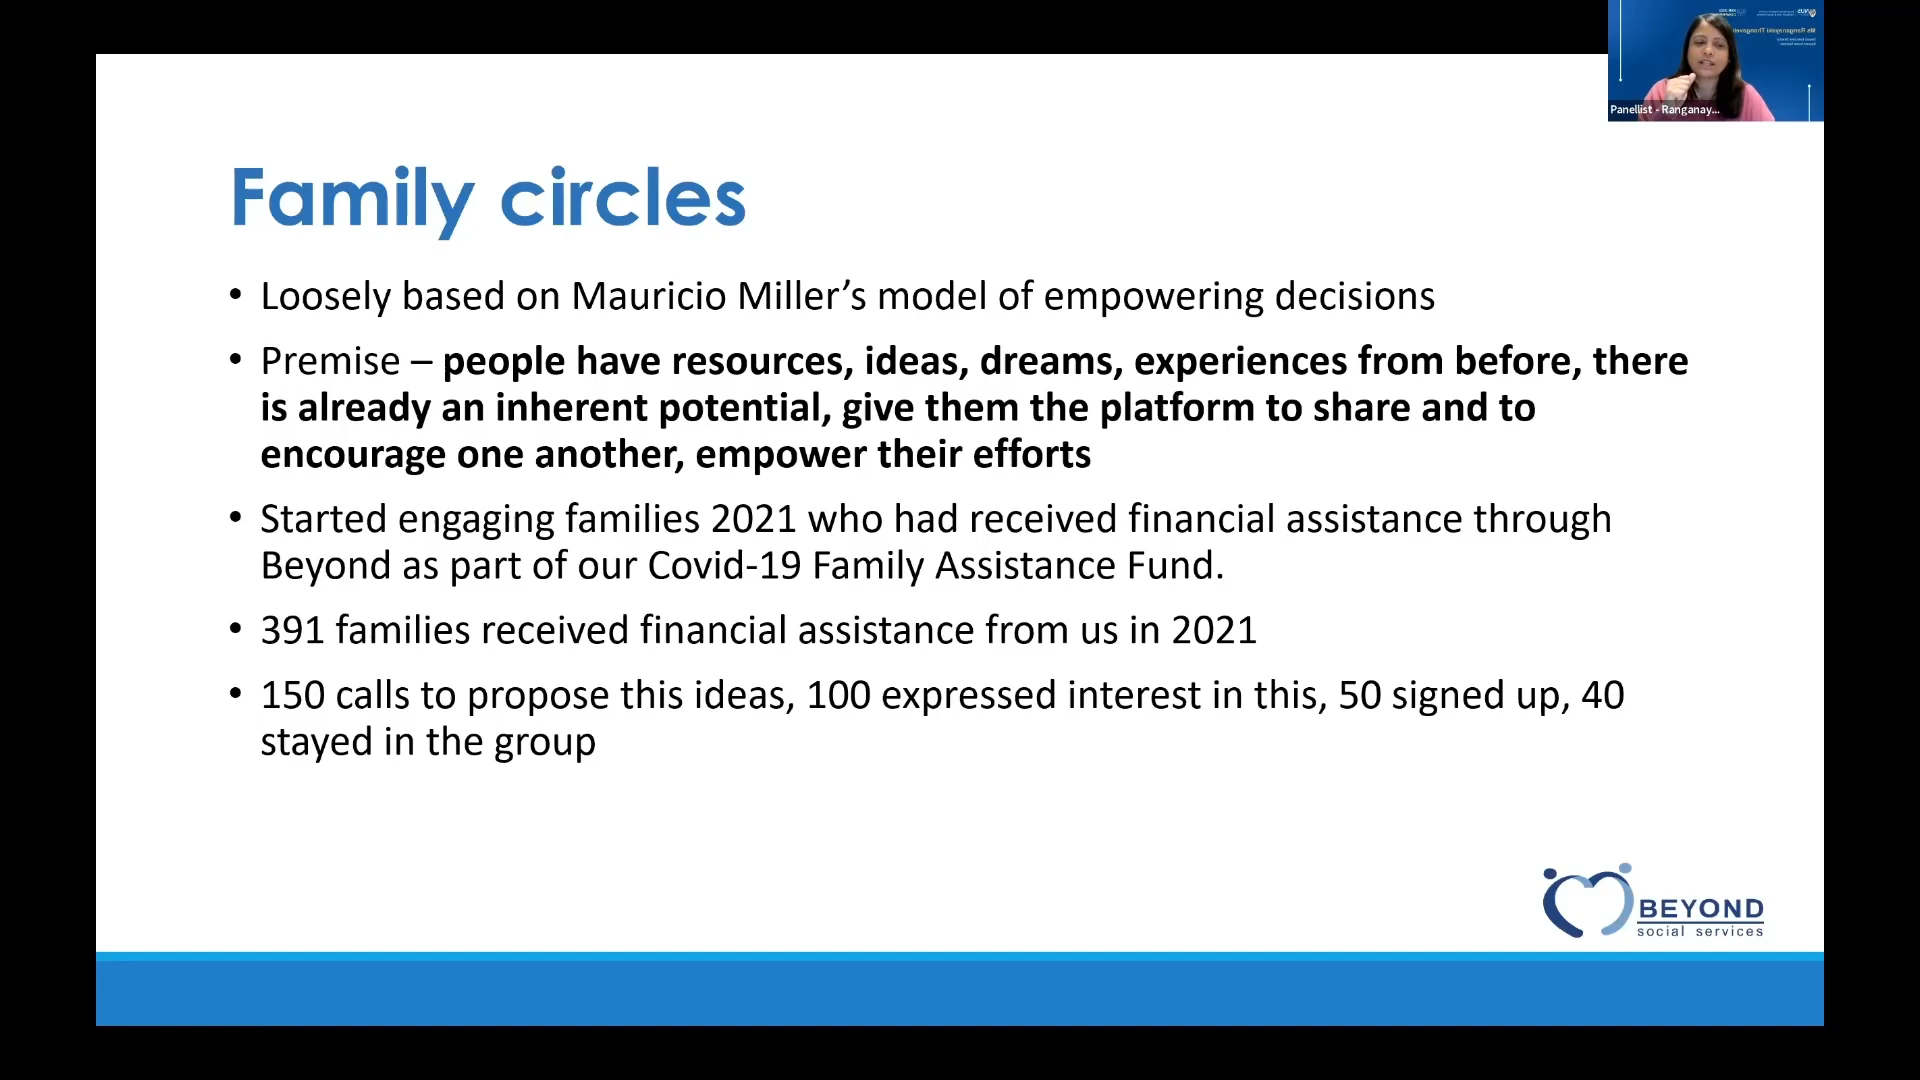 Ms Ranganayaki Thangavelu
Panellist - Ranganay...
Family circles
• Loosely based on Mauricio Miller’s model of empowering decisions
• Premise – people have resources, ideas, dreams, experiences from before, there
is already an inherent potential, give them the platform to share and to
encourage one another, empower their efforts
• Started engaging families 2021 who had received financial assistance through
Beyond as part of our Covid-19 Family Assistance Fund.
• 391 families received financial assistance from us in 2021
• 150 calls to propose this ideas, 100 expressed interest in this, 50 signed up, 40
stayed in the group
BEYOND
social services